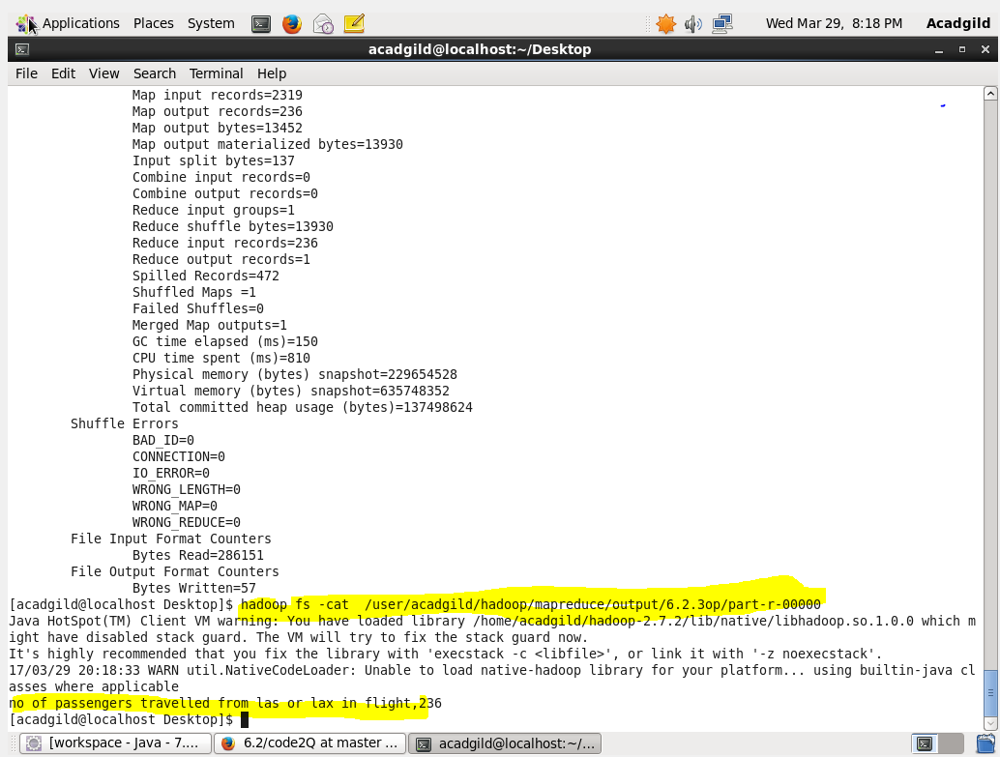 Applications Places System Wed Mar 29, 8:18 PM Acadgild
acadgild@localhost:~/Desktop
File Edit View Search Terminal Help
Map input records=2319
Map output records=236
Map output bytes=13452
Map output materialized bytes=13930
Input split bytes=137
Combine input records=0
Combine output records=0
Reduce input groups=1
Reduce shuffle bytes=13930
Reduce input records=236
Reduce output records=1
Spilled Records=472
Shuffled Maps =1
Failed Shuffles=0
Merged Map outputs=1
GC time elapsed (ms)=150
CPU time spent (ms)=810
Physical memory (bytes) snapshot=229654528
Virtual memory (bytes) snapshot=635748352
Total committed heap usage (bytes)=137498624
Shuffle Errors
BAD_ID=0
CONNECTION=0
IO_ERROR=0
WRONG_LENGTH=0
WRONG_MAP=0
WRONG_REDUCE=0
File Input Format Counters
Bytes Read=286151
File Output Format Counters
Bytes Written=57
[acadgild@localhost Desktop]$ hadoop fs -cat  /user/acadgild/hadoop/mapreduce/output/6.2.3op/part-r-00000
Java HotSpot(TM) Client VM warning: You have loaded library /home/acadgild/hadoop-2.7.2/lib/native/libhadoop.so.1.0.0 which m
ight have disabled stack guard. The VM will try to fix the stack guard now.
It's highly recommended that you fix the library with 'execstack -c <libfile>', or link it with '-z noexecstack'.
17/03/29 20:18:33 WARN util.NativeCodeLoader: Unable to load native-hadoop library for your platform... using builtin-java cl
asses where applicable
no of passengers travelled from las or lax in flight,236
[acadgild@localhost Desktop]$
[workspace - Java - 7.... 6.2/code2Q at master ... acadgild@localhost:~/...